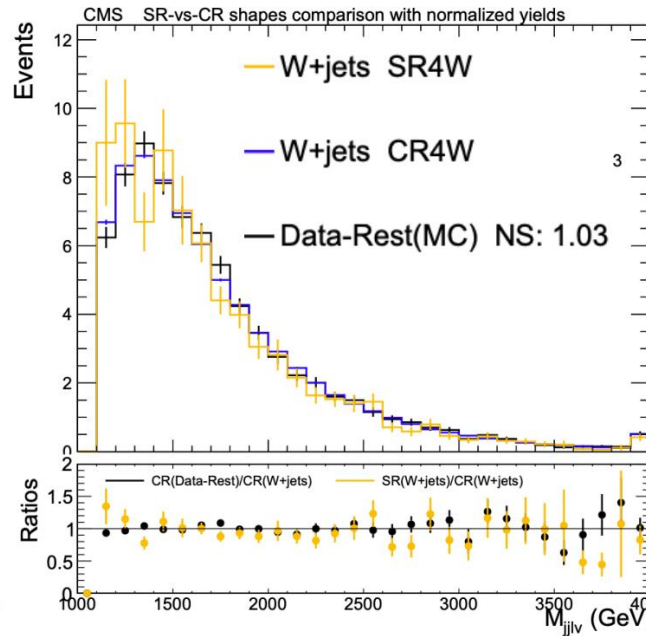 CMS SR-vs-CR shapes comparison with normalized yields
Events
12
10
8
6
4
2
0
W+jets SR4W
W+jets CR4W
3
Data-Rest(MC) NS: 1.03
Ratios
2
1.5
1
0.5
0
CR(Data-Rest)/CR(W+jets) SR(W+jets)/CR(W+jets)
1000 1500 2000 2500 3000 3500 40
M_jjlv (GeV